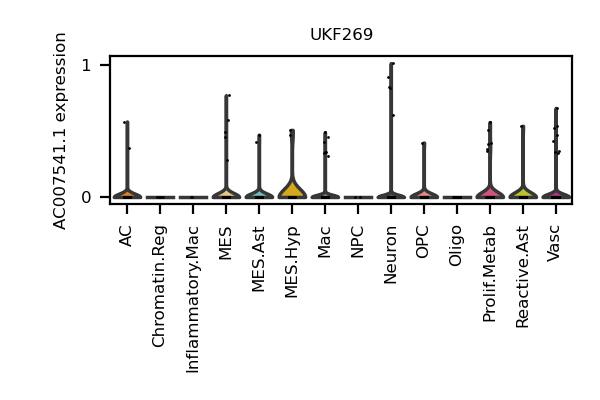 UKF269
AC007541.1 expression
1
0
AC
Chromatin.Reg
Inflammatory.Mac
MES
MES.Ast
MES.Hyp
Mac
NPC
Neuron
OPC
Oligo
Prolif.Metab
Reactive.Ast
Vasc